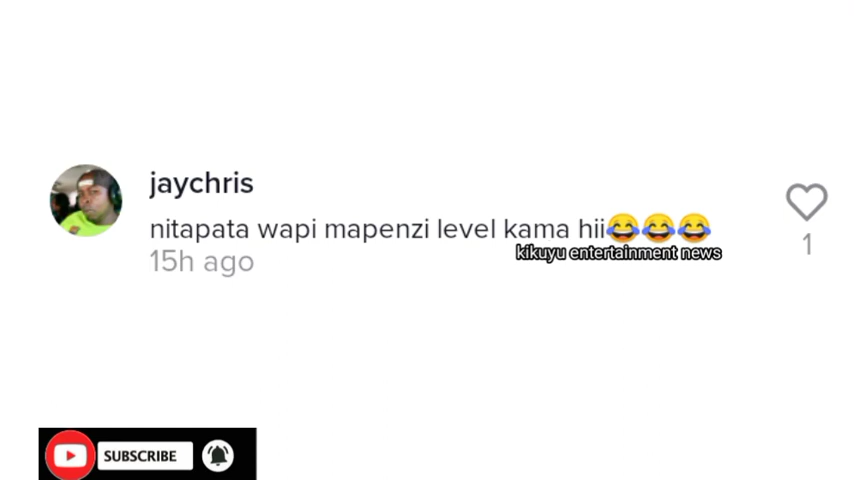 jaychris
nitapata wapi mapenzi level kama hii😂😂😂
kikuyu entertainment news
15h ago
1
SUBSCRIBE